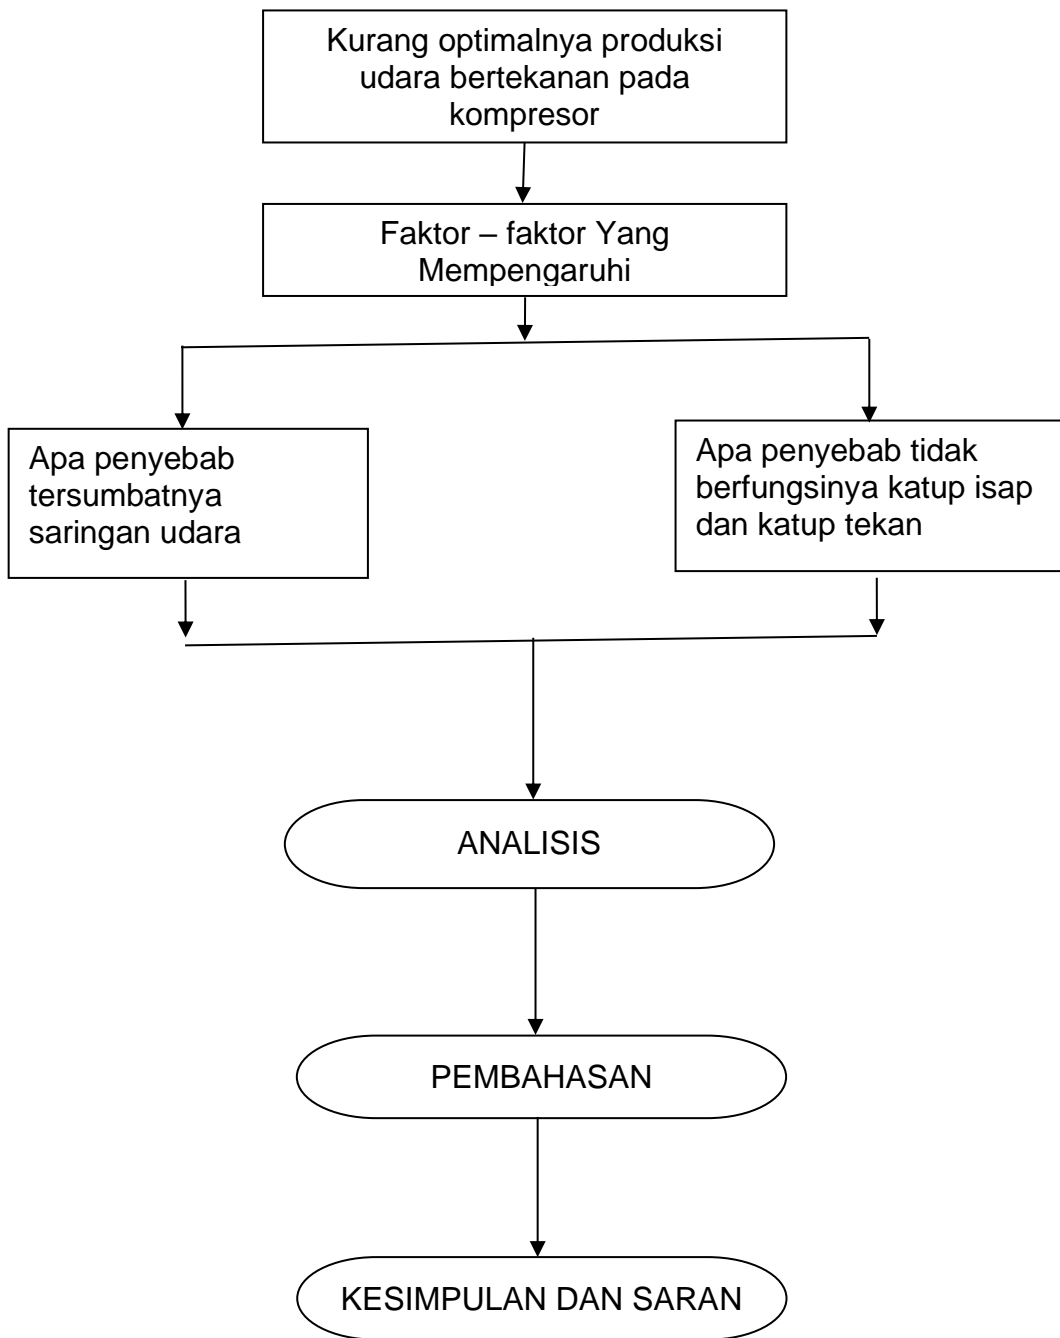 Kurang optimalnya produksi
udara bertekanan pada
kompresor
Faktor – faktor Yang
Mempengaruhi
Apa penyebab
tersumbatnya
saringan udara
Apa penyebab tidak
berfungsinya katup isap
dan katup tekan
ANALISIS
PEMBAHASAN
KESIMPULAN DAN SARAN